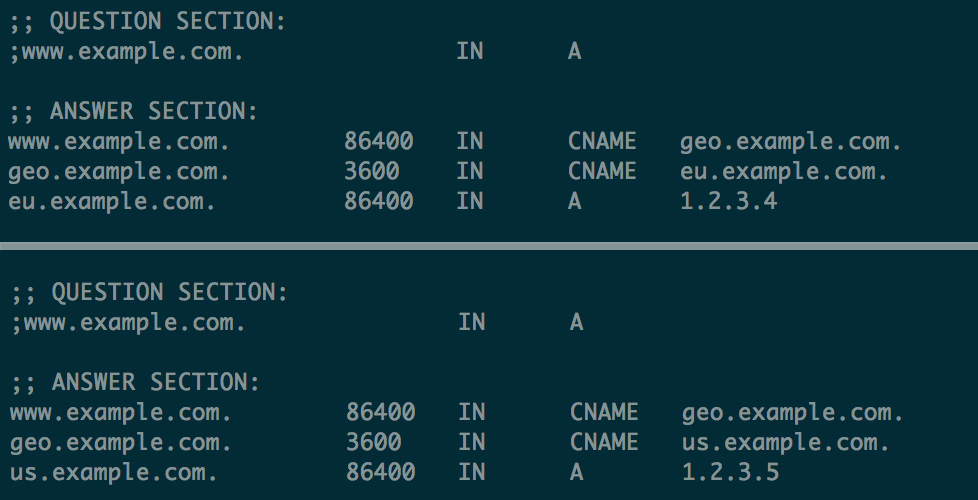 ;; QUESTION SECTION:
;www.example.com. IN A
;; ANSWER SECTION:
www.example.com. 86400 IN CNAME geo.example.com.
geo.example.com. 3600 IN CNAME eu.example.com.
eu.example.com. 86400 IN A 1.2.3.4
;; QUESTION SECTION:
;www.example.com. IN A
;; ANSWER SECTION:
www.example.com. 86400 IN CNAME geo.example.com.
geo.example.com. 3600 IN CNAME us.example.com.
us.example.com. 86400 IN A 1.2.3.5